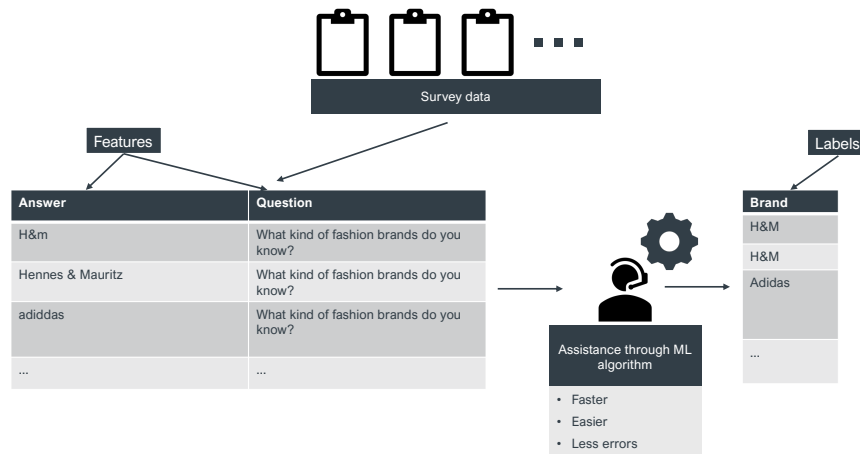 Survey data
Features
Labels
Answer
Question
H&m
What kind of fashion brands do you
know?
Hennes & Mauritz
What kind of fashion brands do you
know?
adiddas
What kind of fashion brands do you
know?
...
...
Assistance through ML
algorithm
• Faster
• Easier
• Less errors
Brand
H&M
H&M
Adidas
...